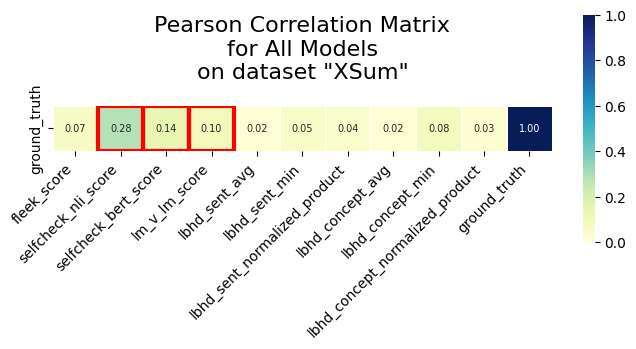 Pearson Correlation Matrix
for All Models
on dataset "XSum"
ground_truth
0.07 0.28 0.14 0.10 0.02 0.05 0.04 0.02 0.08 0.03 1.00
fleek_score
selfcheck_nli_score
selfcheck_bert_score
lm_v_lm_score
lbhd_sent_avg
lbhd_sent_min
lbhd_sent_normalized_product
lbhd_concept_avg
lbhd_concept_min
lbhd_concept_normalized_product
ground_truth
1.0
0.8
0.6
0.4
0.2
0.0